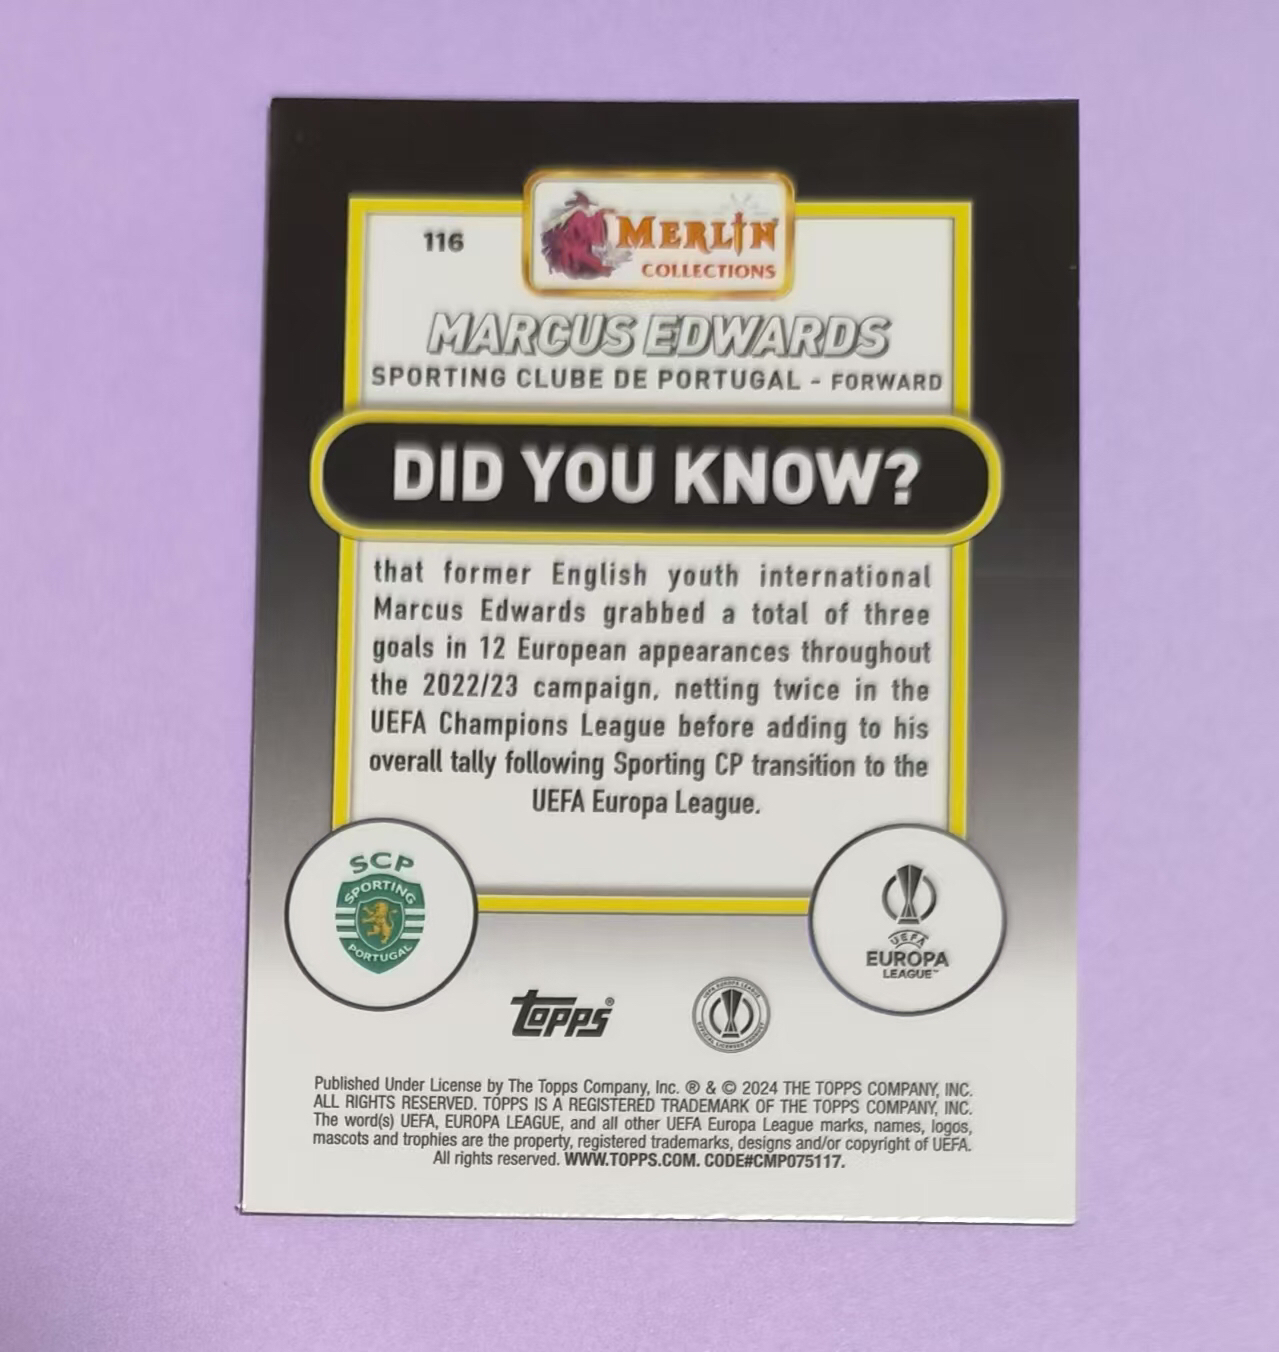 116
MERLIN
COLLECTIONS
MARCUS EDWARDS
SPORTING CLUBE DE PORTUGAL - FORWARD
DID YOU KNOW?
that former English youth international
Marcus Edwards grabbed a total of three
goals in 12 European appearances throughout
the 2022/23 campaign, netting twice in the
UEFA Champions League before adding to his
overall tally following Sporting CP transition to the
UEFA Europa League.
SCP
SPORTING
PORTUGAL
UEFA
EUROPA
LEAGUE™
Topps®
UEFA EUROPA LEAGUE
OFFICIAL LICENSED PRODUCT
Published Under License by The Topps Company, Inc. ® & © 2024 THE TOPPS COMPANY, INC.
ALL RIGHTS RESERVED. TOPPS IS A REGISTERED TRADEMARK OF THE TOPPS COMPANY, INC.
The word(s) UEFA, EUROPA LEAGUE, and all other UEFA Europa League marks, names, logos,
mascots and trophies are the property, registered trademarks, designs and/or copyright of UEFA.
All rights reserved. WWW.TOPPS.COM. CODE#CMP075117.